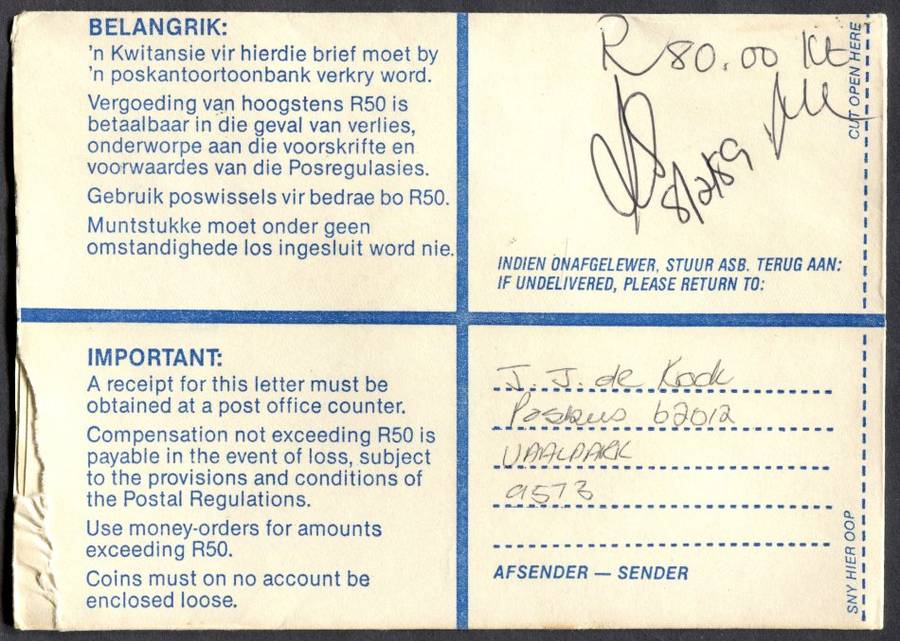 BELANGRIK:
'n Kwitansie vir hierdie brief moet by
'n poskantoortoonbank verkry word.
Vergoeding van hoogstens R50 is
betaalbaar in die geval van verlies,
onderworpe aan die voorskrifte en
voorwaardes van die Posregulasies.
Gebruik poswissels vir bedrae bo R50.
Muntstukke moet onder geen
omstandighede los ingesluit word nie.
R80.00
8/2/89
CUT OPEN HERE
INDIEN ONAFGELEWER, STUUR ASB. TERUG AAN:
IF UNDELIVERED, PLEASE RETURN TO:
IMPORTANT:
A receipt for this letter must be
obtained at a post office counter.
Compensation not exceeding R50 is
payable in the event of loss, subject
to the provisions and conditions of
the Postal Regulations.
Use money-orders for amounts
exceeding R50.
Coins must on no account be
enclosed loose.
J. J. de Kock
Posbus 62012
VAALPARK
9573
AFSENDER — SENDER
SNY HIER OOP